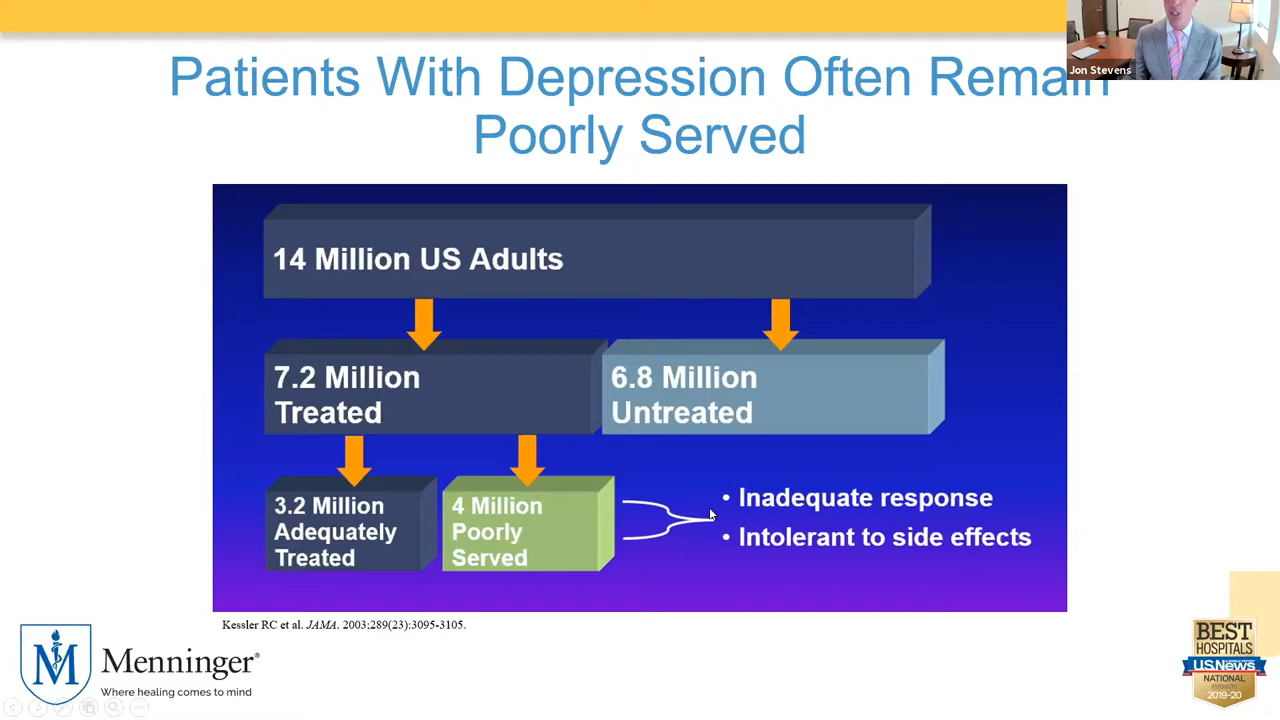 Jon Stevens
Patients With Depression Often Remain
Poorly Served
14 Million US Adults
7.2 Million
Treated
6.8 Million
Untreated
3.2 Million
Adequately
Treated
4 Million
Poorly
Served
• Inadequate response
• Intolerant to side effects
Kessler RC et al. JAMA. 2003;289(23):3095-3105.
M
Menninger®
Where healing comes to mind
BEST
HOSPITALS
U.S.News
NATIONAL
PSYCHIATRY
2019-20